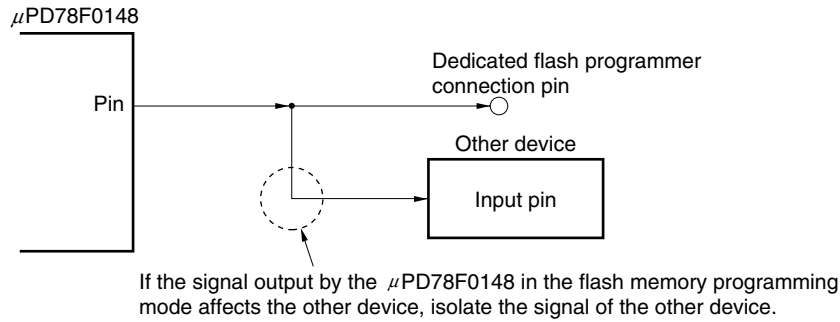 μPD78F0148
Dedicated flash programmer
connection pin
Pin
Other device
Input pin
If the signal output by the μPD78F0148 in the flash memory programming
mode affects the other device, isolate the signal of the other device.